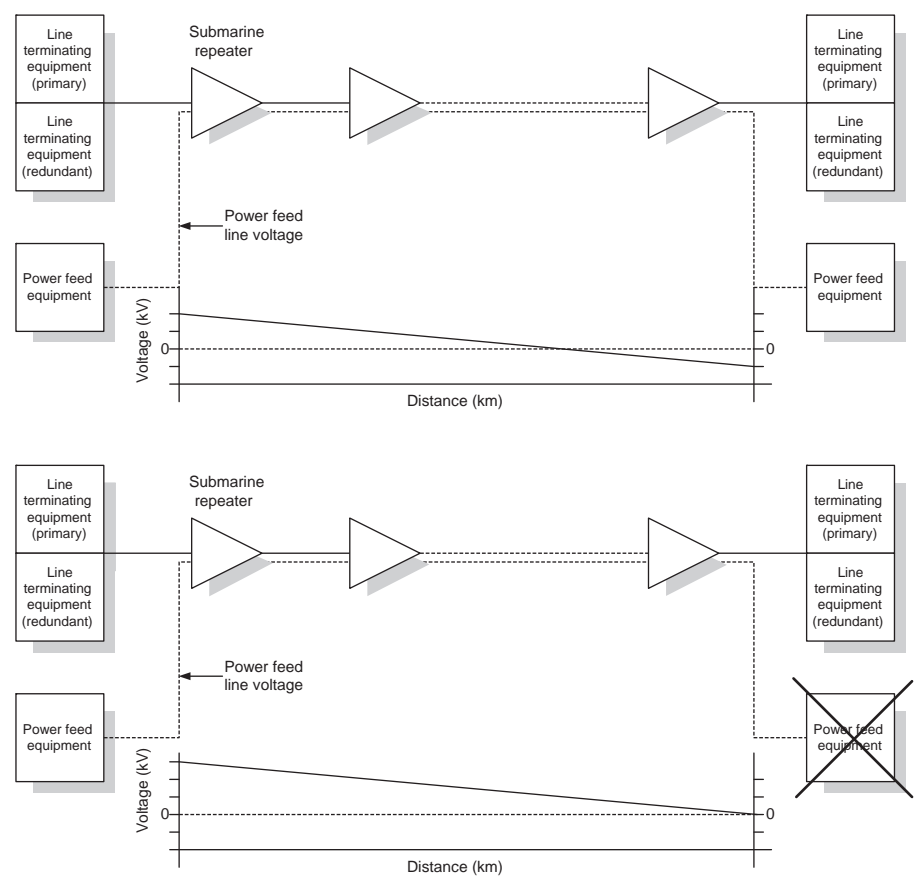 Line
terminating
equipment
(primary)
Line
terminating
equipment
(redundant)
Submarine
repeater
Line
terminating
equipment
(primary)
Line
terminating
equipment
(redundant)
Power feed
line voltage
Power feed
equipment
Power feed
equipment
Voltage (kV)
0
0
Distance (km)
Line
terminating
equipment
(primary)
Line
terminating
equipment
(redundant)
Submarine
repeater
Line
terminating
equipment
(primary)
Line
terminating
equipment
(redundant)
Power feed
line voltage
Power feed
equipment
Power feed
equipment
Voltage (kV)
0
0
Distance (km)